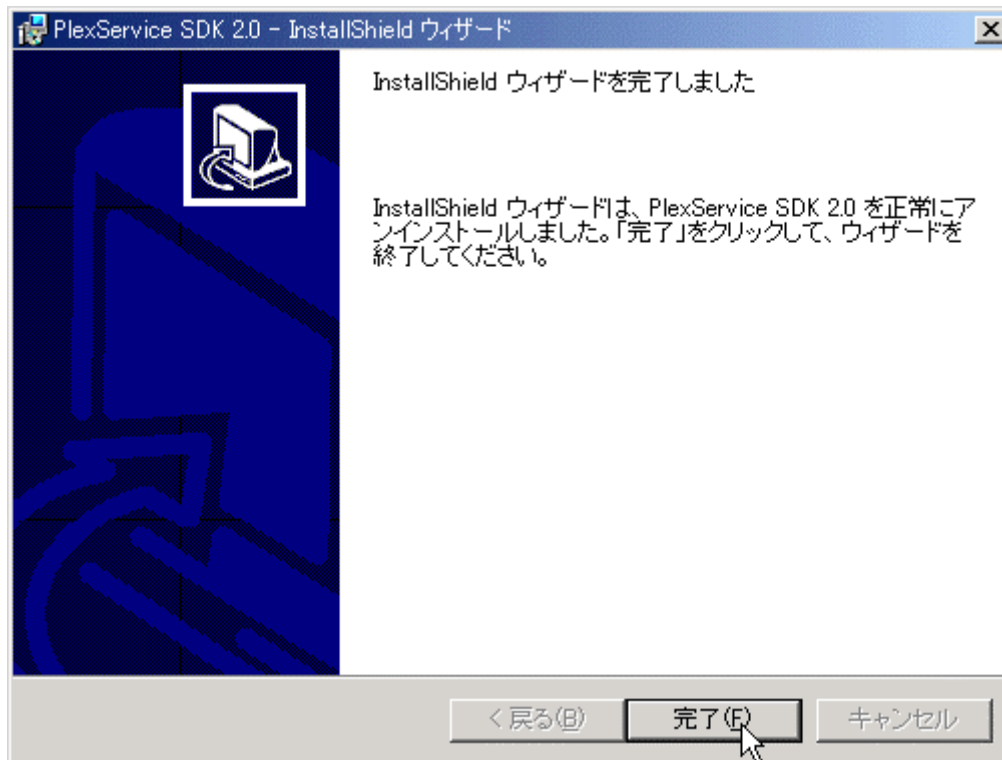 PlexService SDK 2.0 - InstallShield ウィザード
InstallShield ウィザードを完了しました
InstallShield ウィザードは、PlexService SDK 2.0 を正常にア
ンインストールしました。「完了」をクリックして、ウィザードを
終了してください。
< 戻る(B)
完了(F)
キャンセル